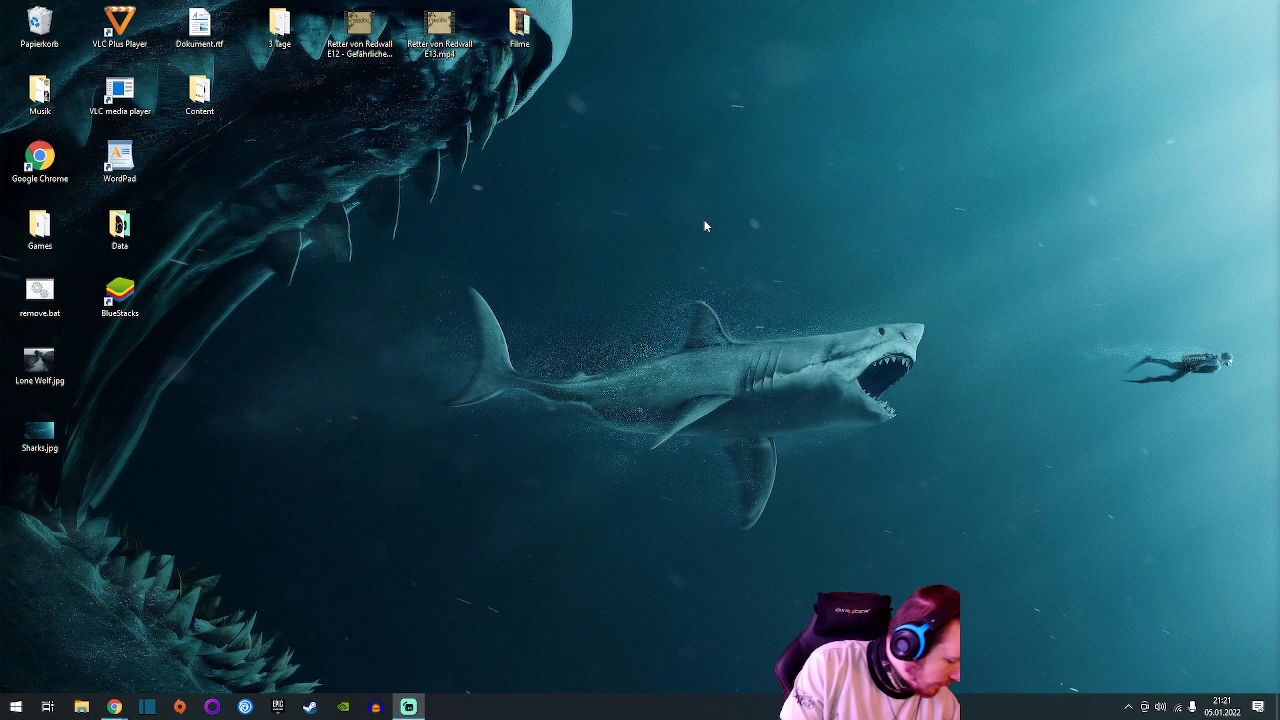 Papierkorb
VLC Plus Player
Dokument.rtf
3 Tage
Retter von Redwall
E12 - Gefährliche...
Retter von Redwall
E13.mp4
Filme
Musik
VLC media player
Content
Google Chrome
WordPad
Games
Data
remove.bat
BlueStacks
Lone Wolf.jpg
Sharks.jpg
EPIC
21:21
05.01.2022